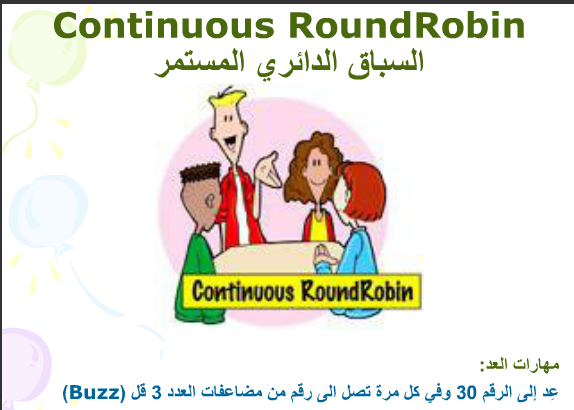 Continuous RoundRobin
السباق الدائري المستمر
Continuous RoundRobin
مهارات العد:
عِد إلى الرقم 30 وفي كل مرة تصل الى رقم من مضاعفات العدد 3 قل (Buzz)